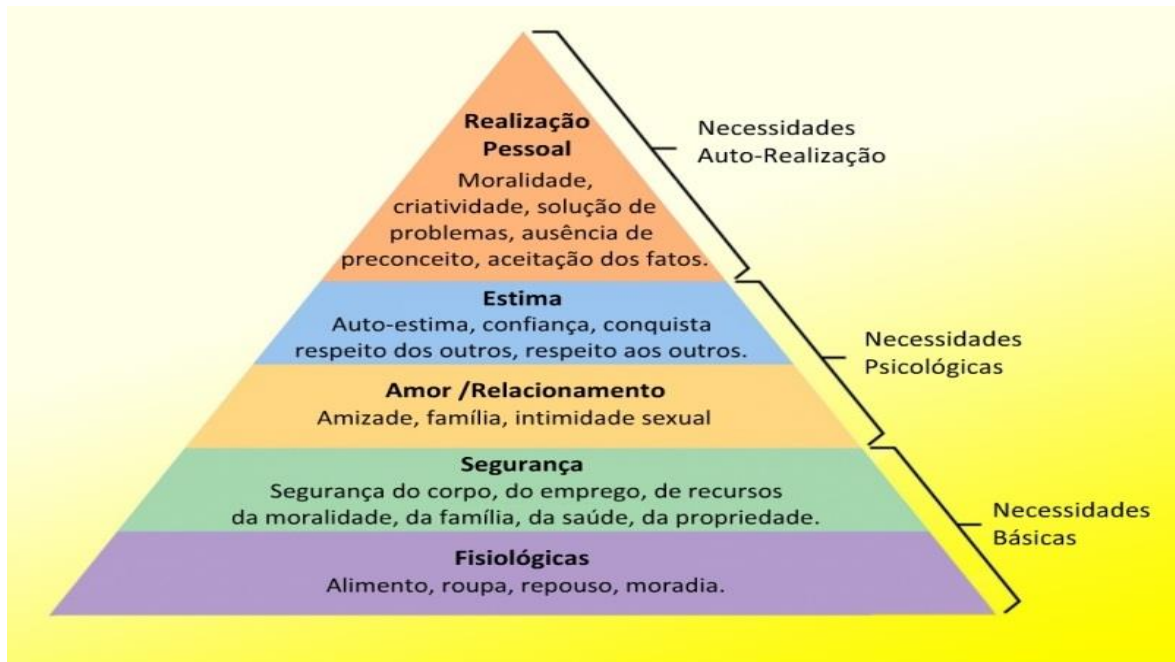 Realização
Pessoal
Moralidade,
criatividade, solução de
problemas, ausência de
preconceito, aceitação dos fatos.
Necessidades
Auto-Realização
Estima
Auto-estima, confiança, conquista
respeito dos outros, respeito aos outros.
Necessidades
Psicológicas
Amor /Relacionamento
Amizade, família, intimidade sexual
Segurança
Segurança do corpo, do emprego, de recursos
da moralidade, da família, da saúde, da propriedade.
Necessidades
Básicas
Fisiológicas
Alimento, roupa, repouso, moradia.